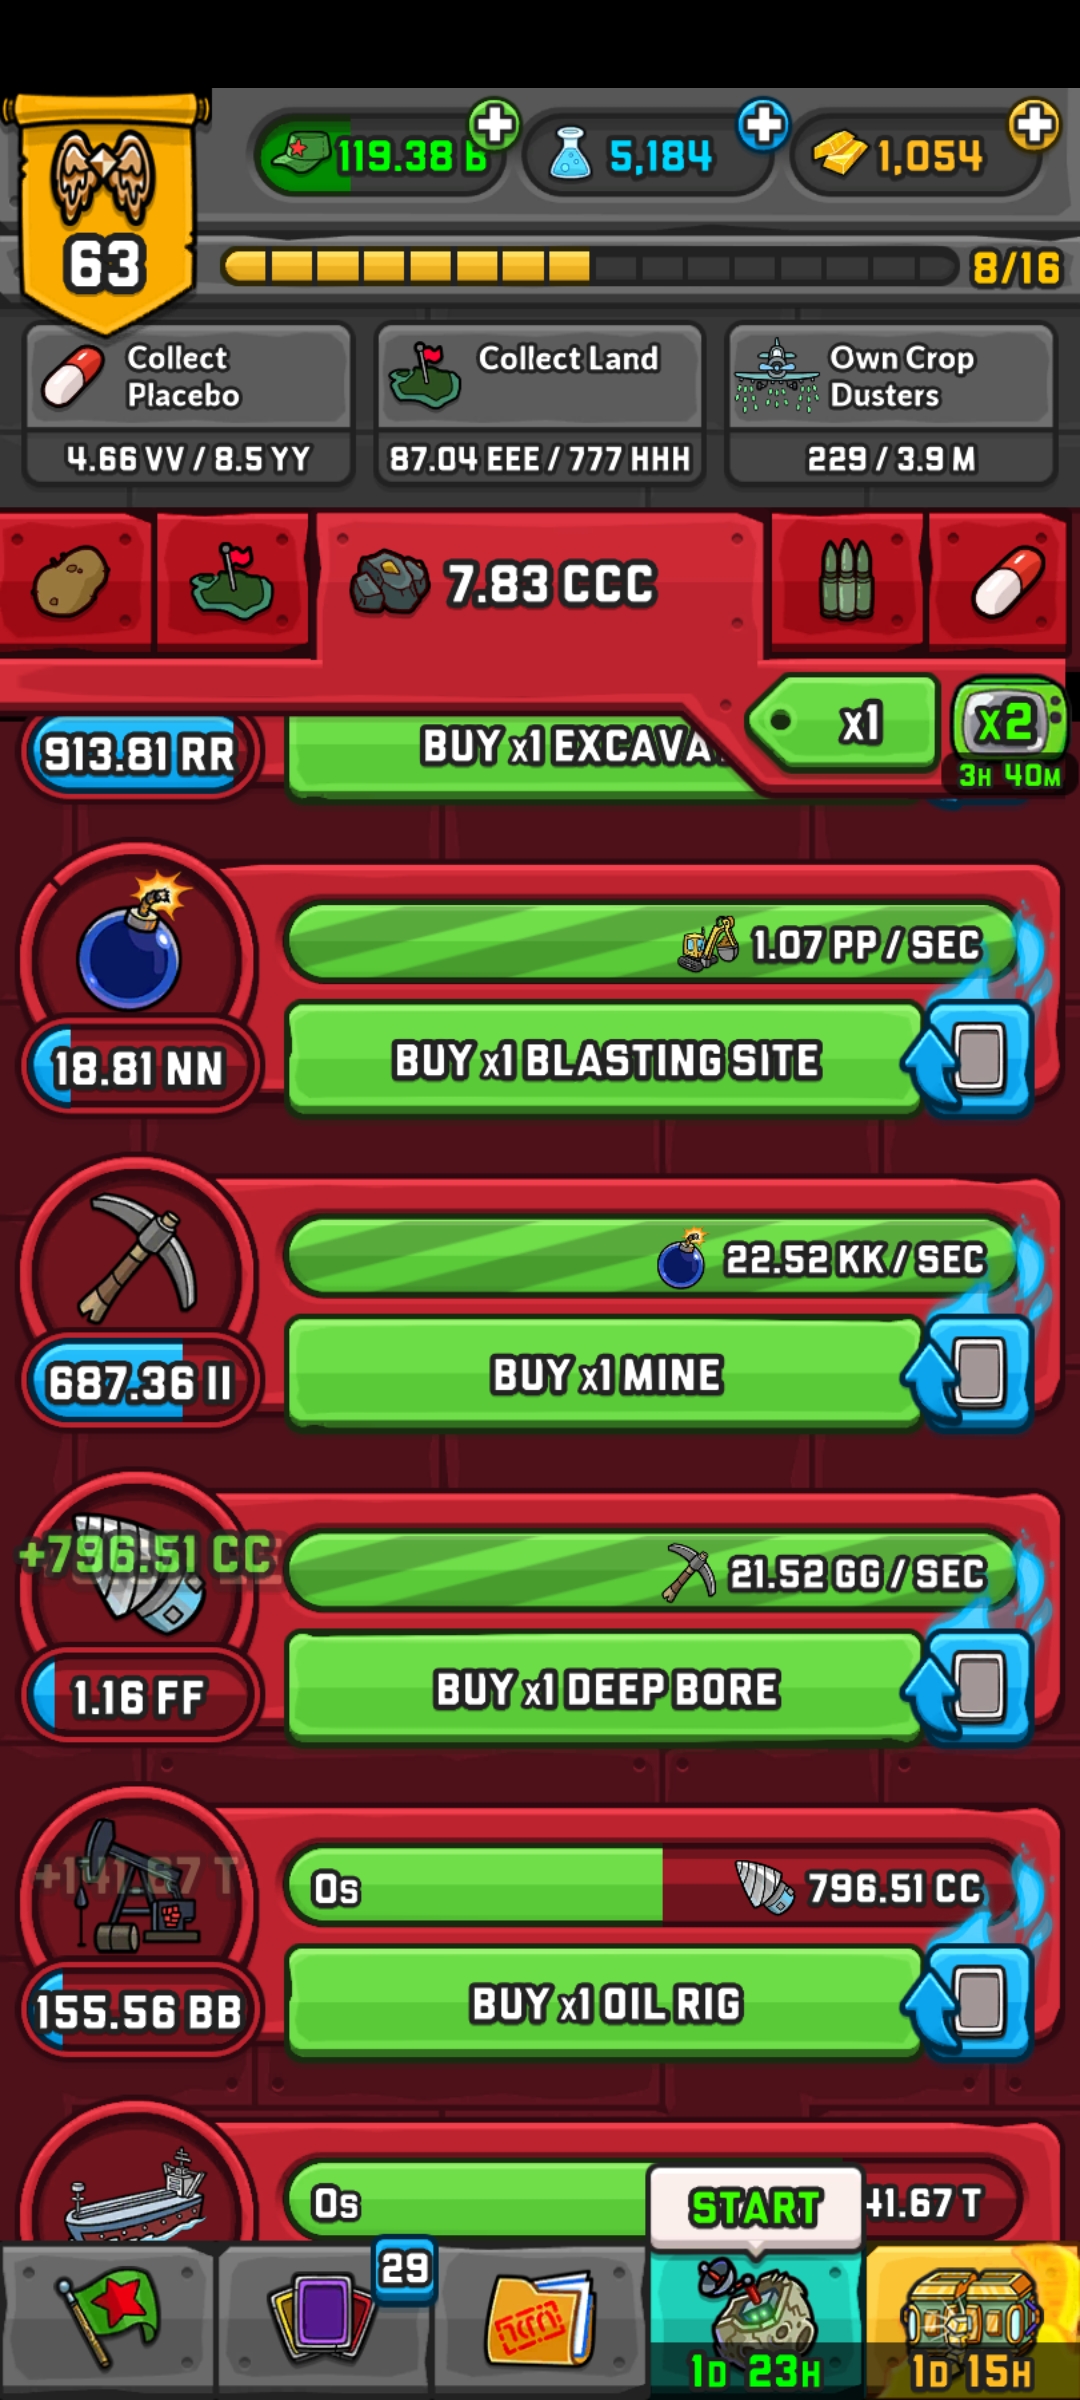 119.38 B
5,184
1,054
63
8/16
Collect
Placebo
4.66 VV / 8.5 YY
Collect Land
87.04 EEE / 777 HHH
Own Crop
Dusters
229 / 3.9 M
7.83 CCC
x1
x2
3H 40M
913.81 RR
BUY x1 EXCAVA
1.07 PP / SEC
18.81 NN
BUY x1 BLASTING SITE
22.52 KK / SEC
687.36 II
BUY x1 MINE
+796.51 CC
21.52 GG / SEC
1.16 FF
BUY x1 DEEP BORE
+141.67 T
0s
796.51 CC
155.56 BB
BUY x1 OIL RIG
0s
41.67 T
START
29
1D 23H
1D 15H